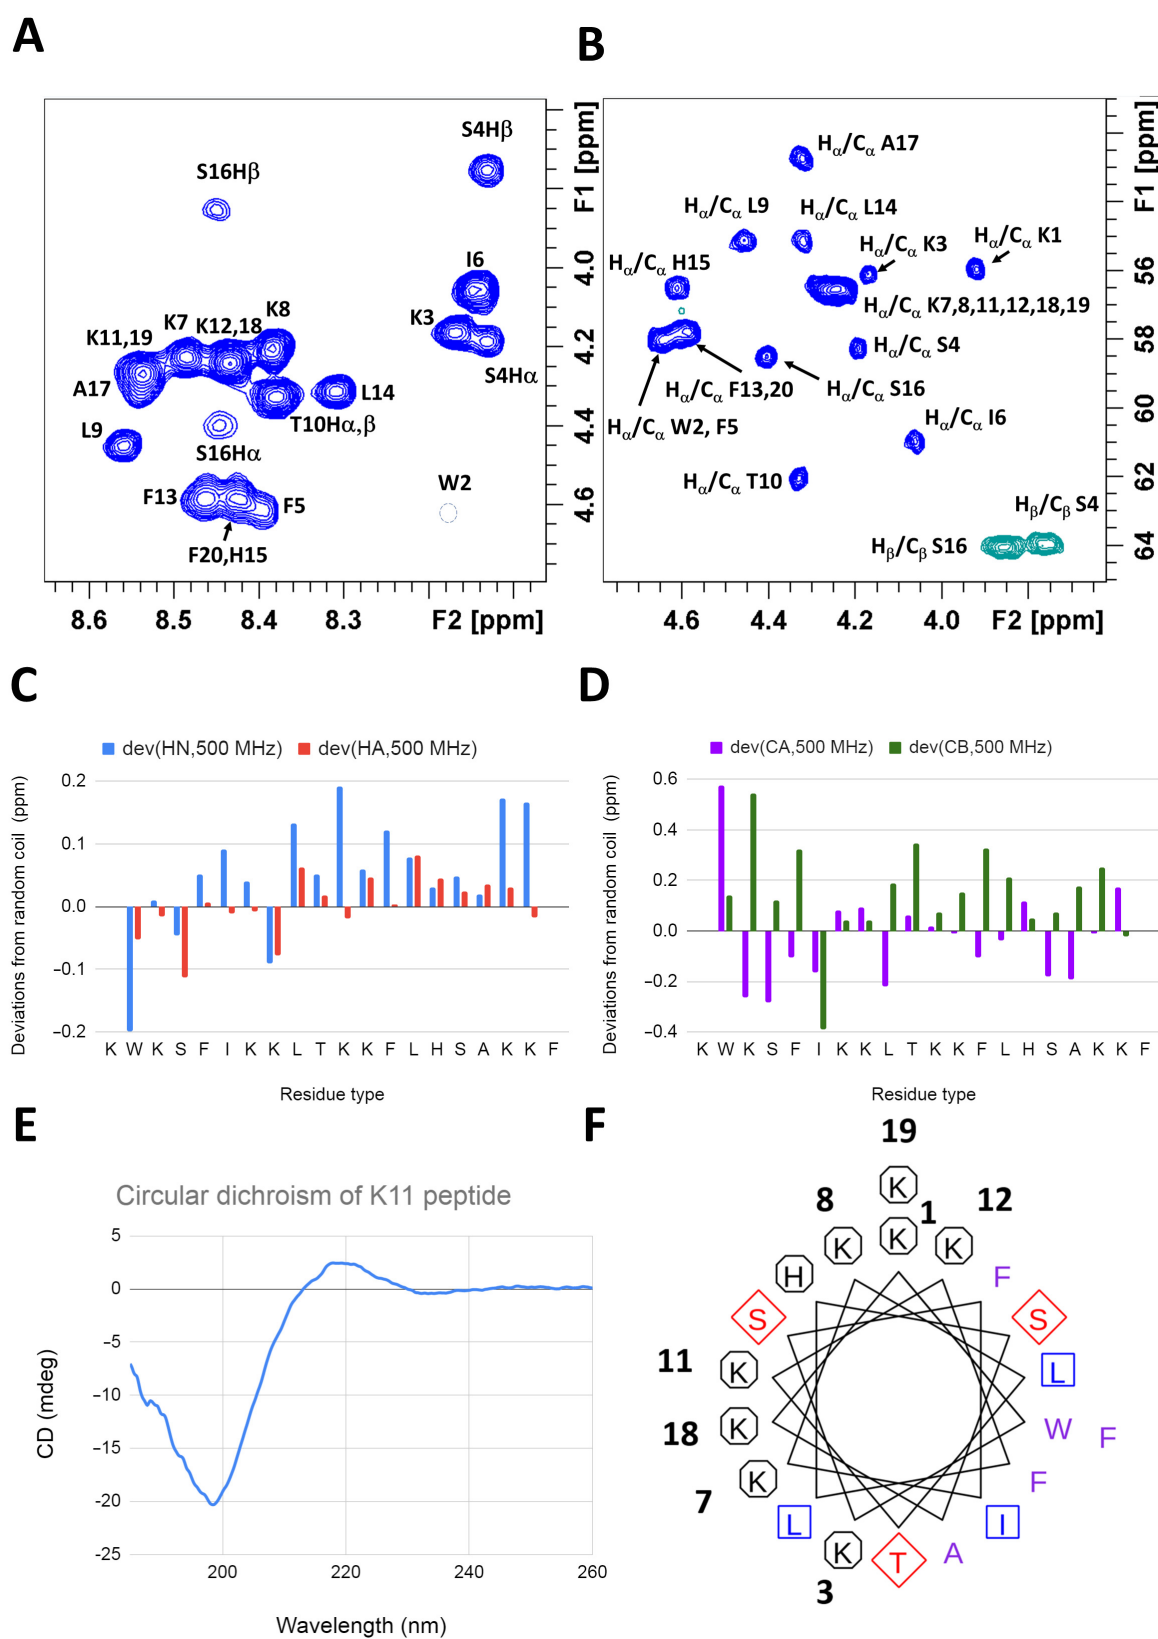 A
B
S4Hβ
S16Hβ
I6
K8
K7 K12,18
K3
K11,19
S4Hα
A17
L14
T10Hα,β
L9
S16Hα
W2
F13
F5
F20,H15
F1 [ppm]
4.0
4.2
4.4
4.6
8.6 8.5 8.4 8.3 F2 [ppm]
Hα/Cα A17
Hα/Cα L9
Hα/Cα L14
Hα/Cα K1
Hα/Cα K3
Hα/Cα H15
Hα/Cα K7,8,11,12,18,19
Hα/Cα S4
Hα/Cα F13,20
Hα/Cα S16
Hα/Cα W2, F5
Hα/Cα I6
Hα/Cα T10
Hβ/Cβ S4
Hβ/Cβ S16
F1 [ppm]
56
58
60
62
64
4.6 4.4 4.2 4.0 F2 [ppm]
C
D
dev(HN,500 MHz) dev(HA,500 MHz)
Deviations from random coil (ppm)
0.2
0.1
0.0
−0.1
−0.2
K W K S F I K K L T K K F L H S A K K F
Residue type
dev(CA,500 MHz) dev(CB,500 MHz)
Deviations from random coil (ppm)
0.6
0.4
0.2
0.0
−0.2
−0.4
K W K S F I K K L T K K F L H S A K K F
Residue type
E
F
Circular dichroism of K11 peptide
CD (mdeg)
5
0
−5
−10
−15
−20
−25
200 220 240 260
Wavelength (nm)
19
K
8 1 12
K K K
H F
S S
11 K L
18 K W F
7 K F
L I
K T A
3